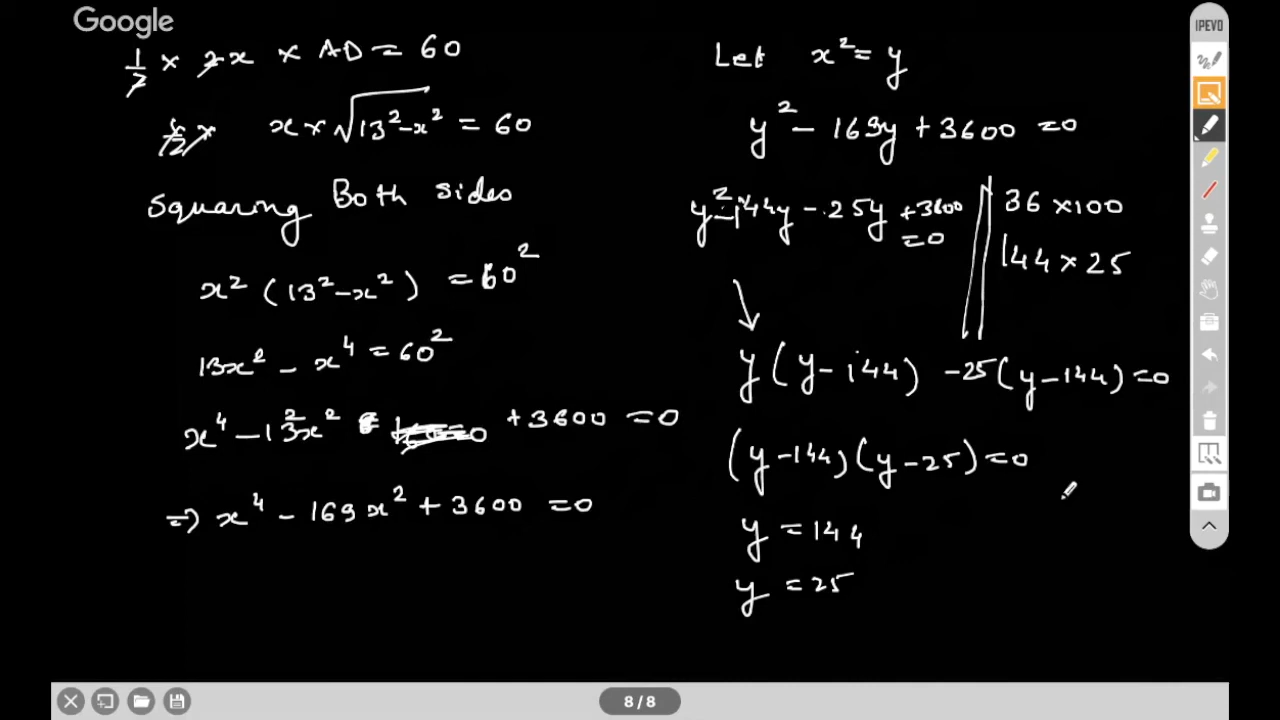 Google
1/2 × 2x × AD = 60
x × √13²-x² = 60
Squaring Both sides
x² (13²-x²) = 60²
13x² - x⁴ = 60²
x⁴ - 13²x² + 3600 = 0
=> x⁴ - 169x² + 3600 = 0
Let x² = y
y² - 169y + 3600 = 0
y² - 144y - 25y + 3600
= 0
36 × 100
144 × 25
y (y - 144) - 25 (y - 144) = 0
(y - 144) (y - 25) = 0
y = 144
y = 25
IPEVO
8 / 8